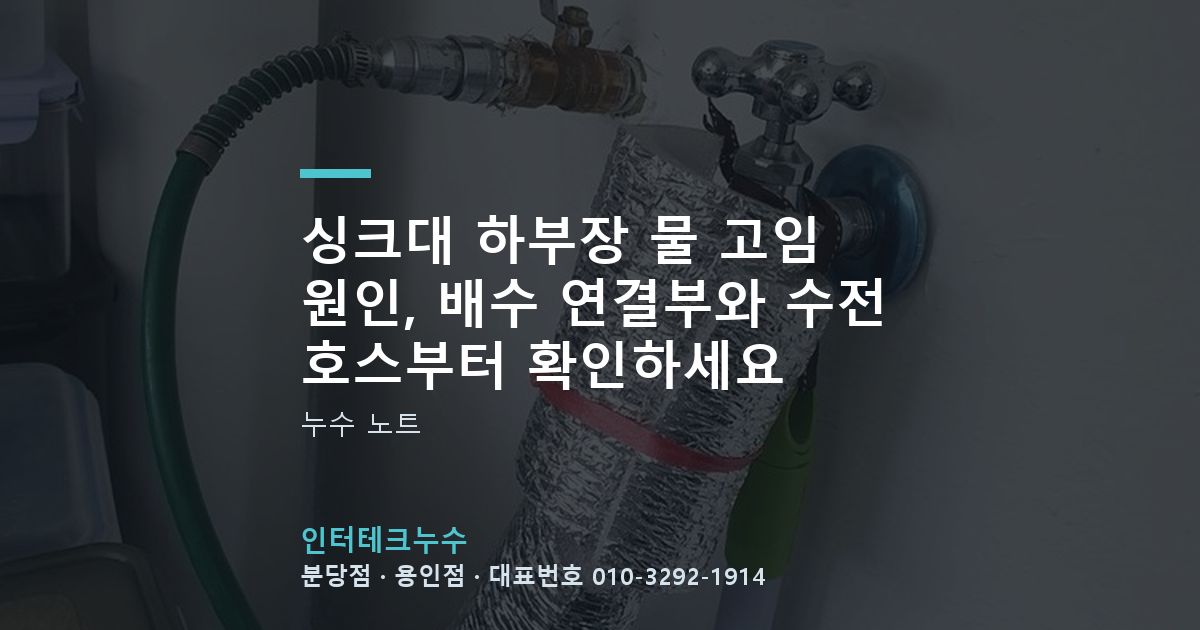 싱크대 하부장 물 고임
원인, 배수 연결부와 수전
호스부터 확인하세요
누수 노트
인터테크누수
분당점 · 용인점 · 대표번호 010-3292-1914